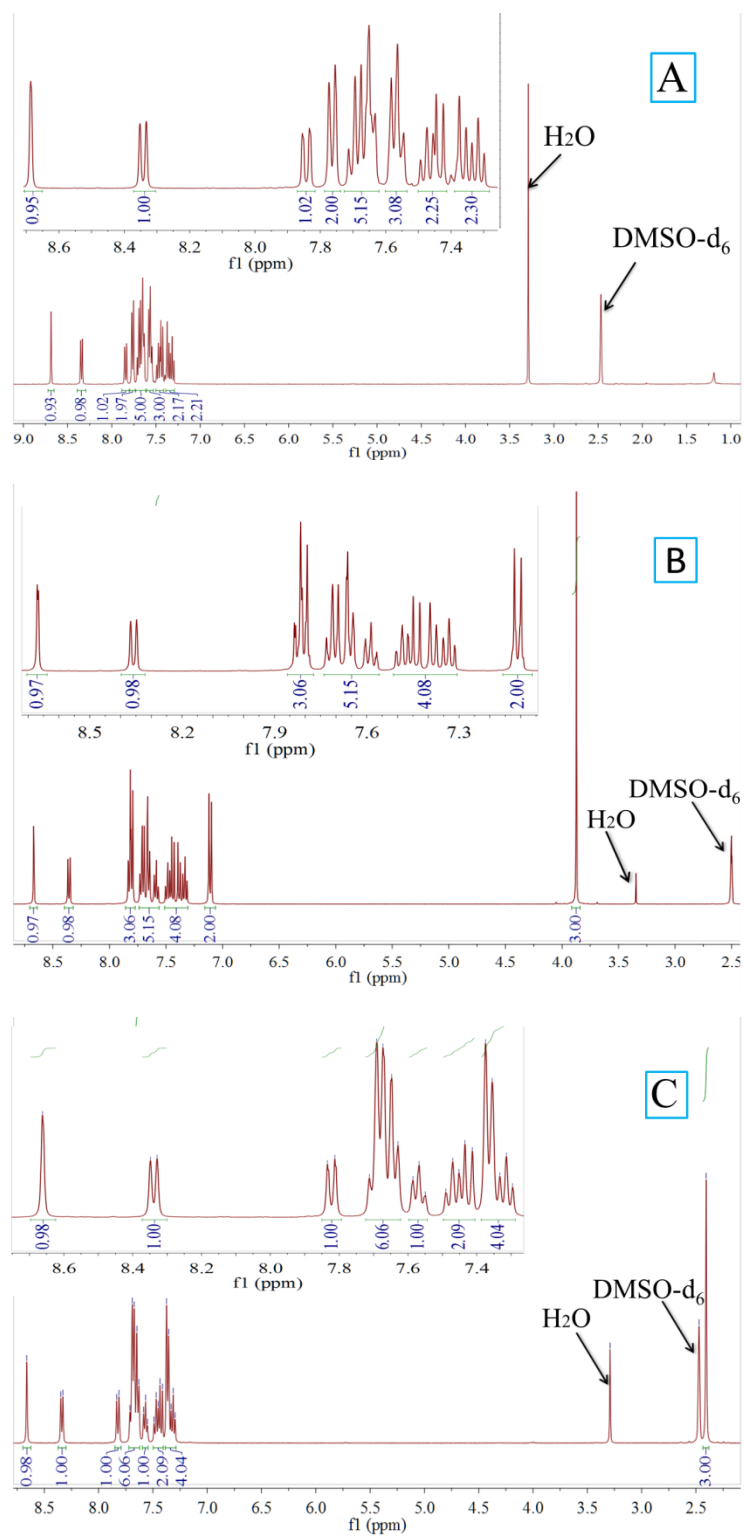 A
H2O
DMSO-d6
0.95 1.00 1.02 2.00 5.15 3.08 2.25 2.30
8.6 8.4 8.2 8.0 7.8 7.6 7.4
f1 (ppm)
0.93 0.98 1.02 1.97 5.00 3.00 2.17 2.21
9.0 8.5 8.0 7.5 7.0 6.5 6.0 5.5 5.0 4.5 4.0 3.5 3.0 2.5 2.0 1.5 1.0
f1 (ppm)
B
DMSO-d6
H2O
0.97 0.98 3.06 5.15 4.08 2.00
8.5 8.2 7.9 7.6 7.3
f1 (ppm)
0.97 0.98 3.06 5.15 4.08 2.00 3.00
8.5 8.0 7.5 7.0 6.5 6.0 5.5 5.0 4.5 4.0 3.5 3.0 2.5
f1 (ppm)
C
DMSO-d6
H2O
0.98 1.00 1.00 6.06 1.00 2.09 4.04
8.6 8.4 8.2 8.0 7.8 7.6 7.4
f1 (ppm)
0.98 1.00 1.00 6.06 1.00 2.09 4.04 3.00
8.5 8.0 7.5 7.0 6.5 6.0 5.5 5.0 4.5 4.0 3.5 3.0 2.5
f1 (ppm)